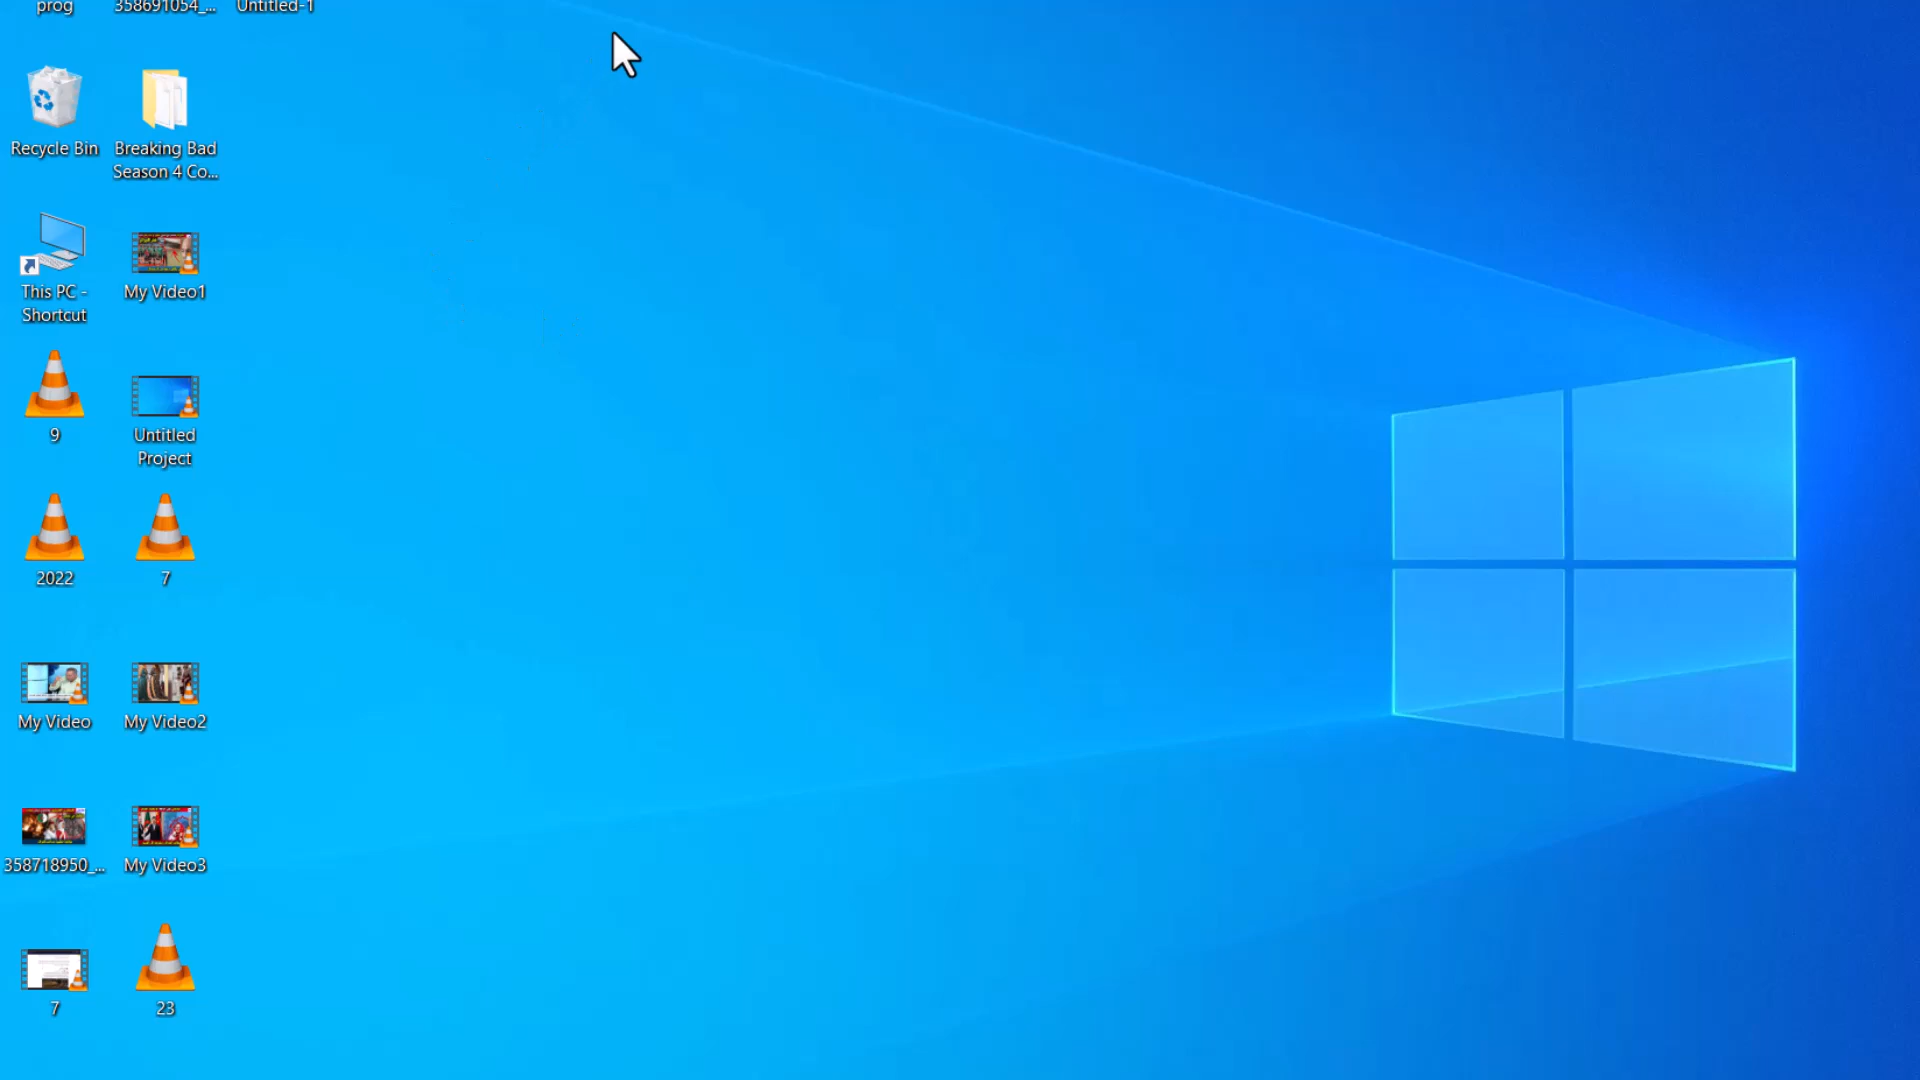 prog
358691054_...
Untitled-1
Recycle Bin
Breaking Bad
Season 4 Co...
This PC -
Shortcut
My Video1
9
Untitled
Project
2022
7
My Video
My Video2
358718950_...
My Video3
7
23